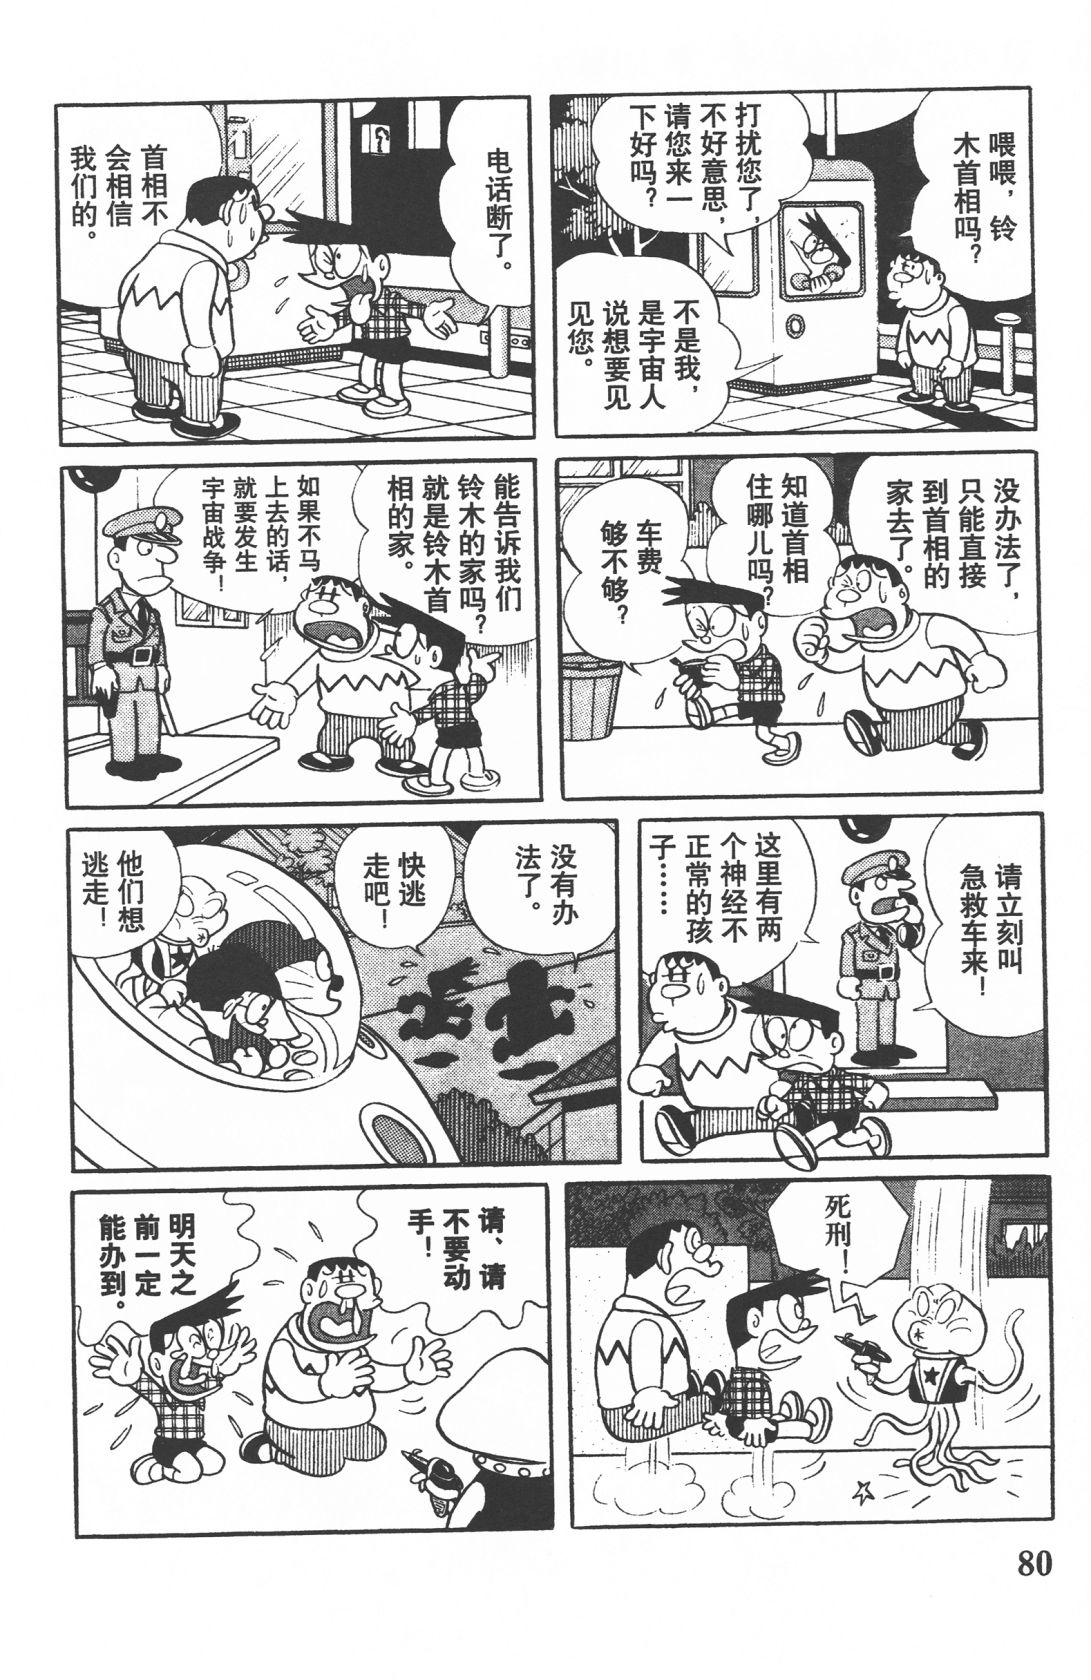 喂喂，铃
木首相吗？
打扰您了，
不好意思，
请您来一
下好吗？
不是我，
是宇宙人
说想要见
见您。
电话断了。
首相不
会相信
我们的。
没办法了，
只能直接
到首相的
家去了。
知道首相
住哪儿吗？
车费
够不够？
能告诉我们
铃木的家吗？
就是铃木首
相的家。
如果不马
上去的话，
就要发生
宇宙战争！
请立刻叫
急救车来！
这里有两
个神经不
正常的孩
子……
没有办
法了。
快逃
走吧！
他们想
逃走！
死刑！
请、请
不要动
手！
明天之
前一定
能办到。
80